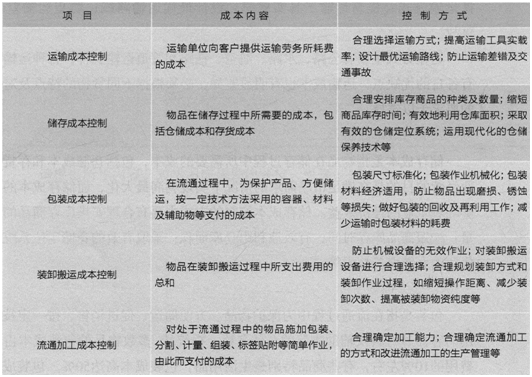 项 目 成本内容 控 制 方 式
运输成本控制
运输单位向客户提供运输劳务所耗费
的成本
合理选择运输方式；提高运输工具实载
率；设计最优运输路线；防止运输差错及交
通事故
储存成本控制
物品在储存过程中所需要的成本，包
括仓储成本和存货成本
合理安排库存商品的种类及数量；缩短
商品库存时间；有效地利用仓库面积；采取
有效的仓储定位系统；运用现代化的仓储
保养技术等
包装成本控制
在流通过程中，为保护产品、方便储
运，按一定技术方法采用的容器、材料
及辅助物等支付的成本
包装尺寸标准化；包装作业机械化；包装
材料经济适用，防止物品出现磨损、锈蚀
等损失；做好包装的回收及再利用工作；减
少运输时包装材料的耗费
装卸搬运成本控制
物品在装卸搬运过程中所支出费用的
总和
防止机械设备的无效作业；对装卸搬运
设备进行合理选择；合理规划装卸方式和
装卸作业过程，如缩短操作距离、减少装
卸次数、提高被装卸物资纯度等
流通加工成本控制
对处于流通过程中的物品施加包装、
分割、计量、组装、标签贴附等简单作业，
由此而支付的成本
合理确定加工能力；合理确定流通加工
的方式和改进流通加工的生产管理等